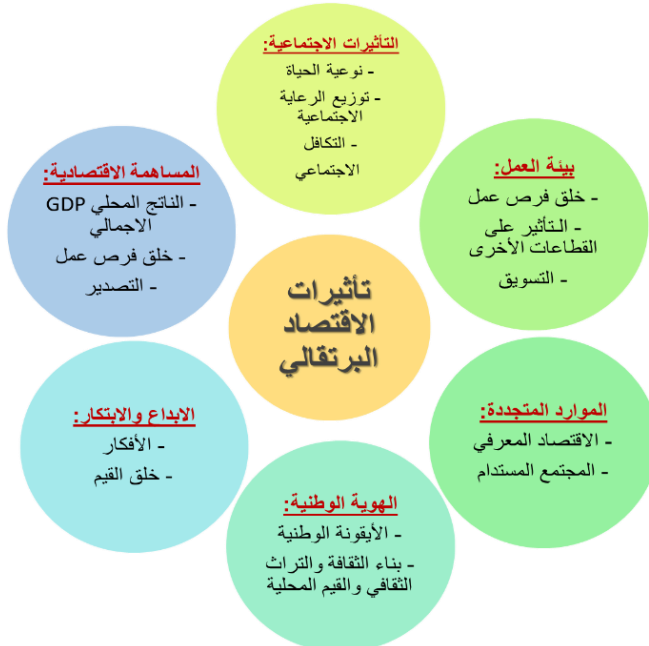 التأثيرات الاجتماعية:
- نوعية الحياة
- توزيع الرعاية
الاجتماعية
- التكافل
الاجتماعي
بيئة العمل:
- خلق فرص عمل
- التأثير على
القطاعات الأخرى
- التسويق
المساهمة الاقتصادية:
- الناتج المحلي GDP
الاجمالي
- خلق فرص عمل
- التصدير
تأثيرات
الاقتصاد
البرتقالي
الموارد المتجددة:
- الاقتصاد المعرفي
- المجتمع المستدام
الابداع والابتكار:
- الأفكار
- خلق القيم
الهوية الوطنية:
- الأيقونة الوطنية
- بناء الثقافة والتراث
الثقافي والقيم المحلية